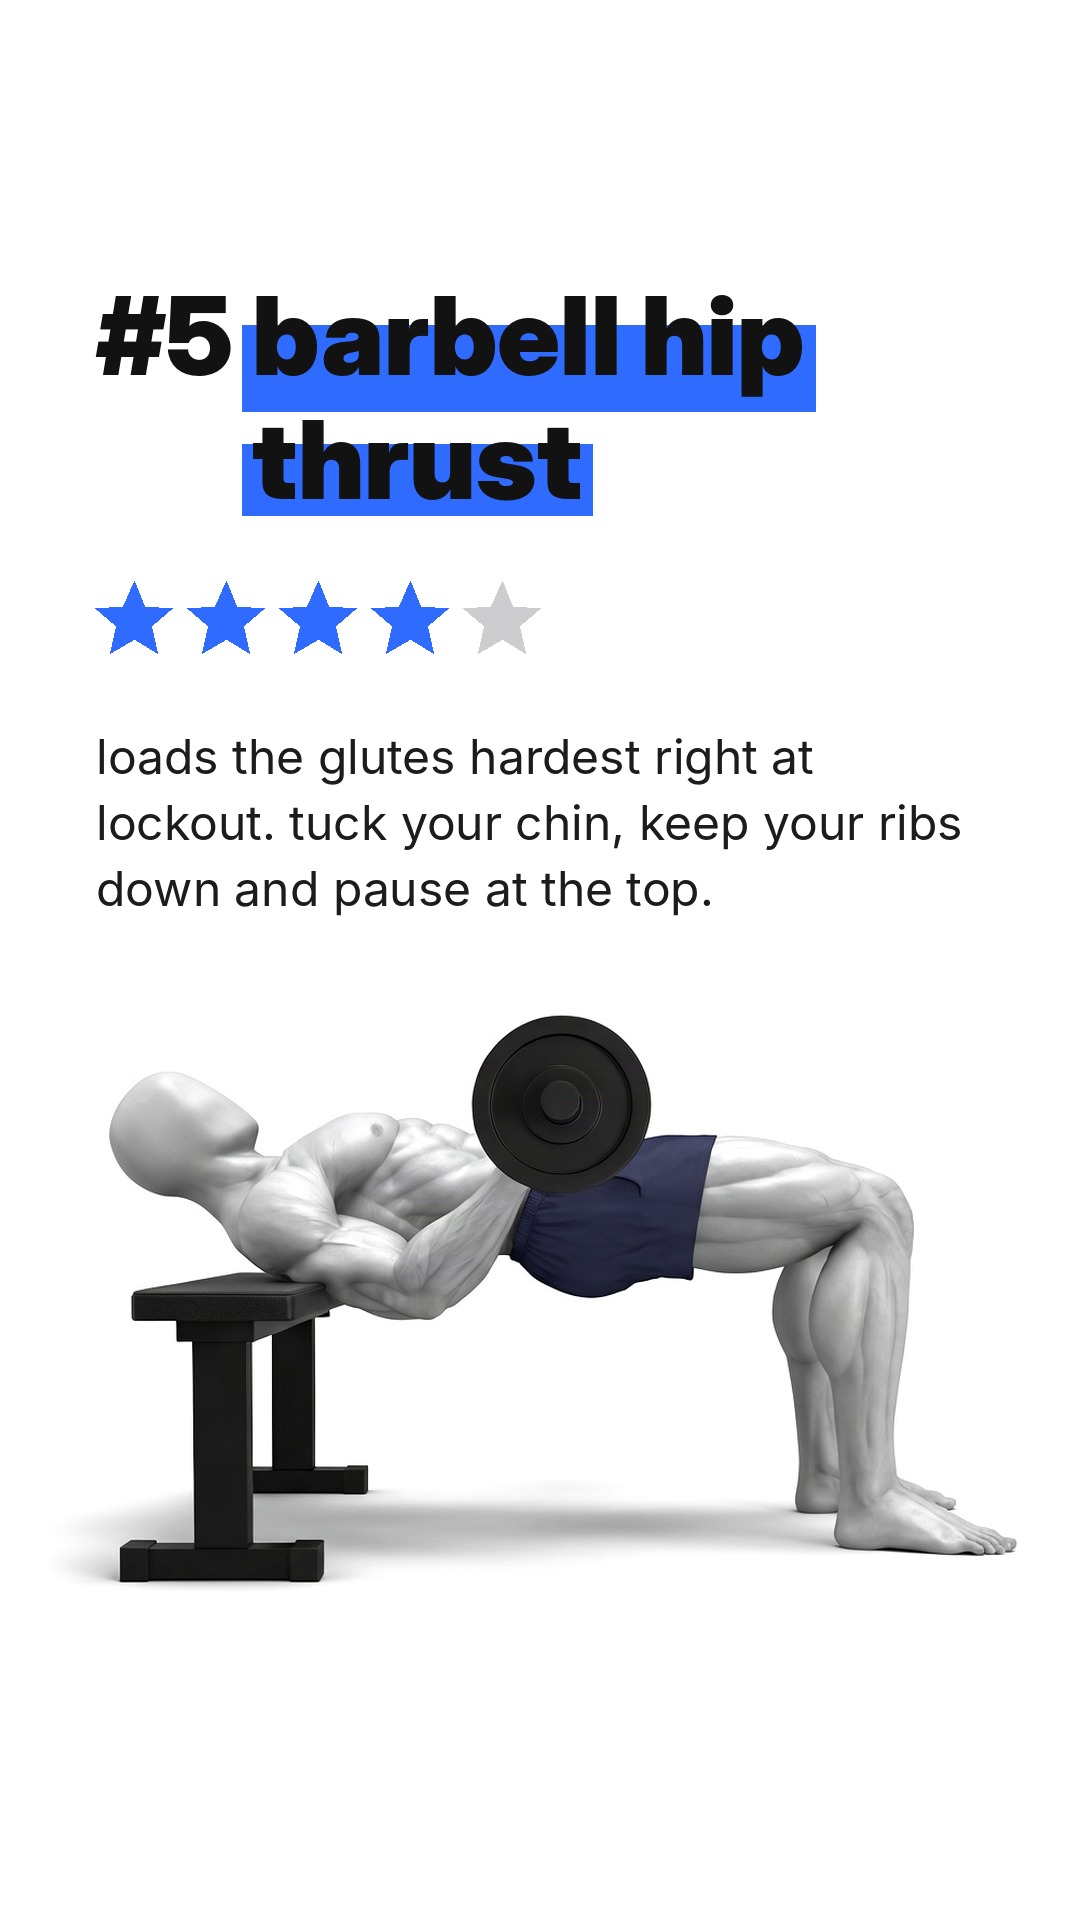 #5 barbell hip
thrust
loads the glutes hardest right at
lockout. tuck your chin, keep your ribs
down and pause at the top.